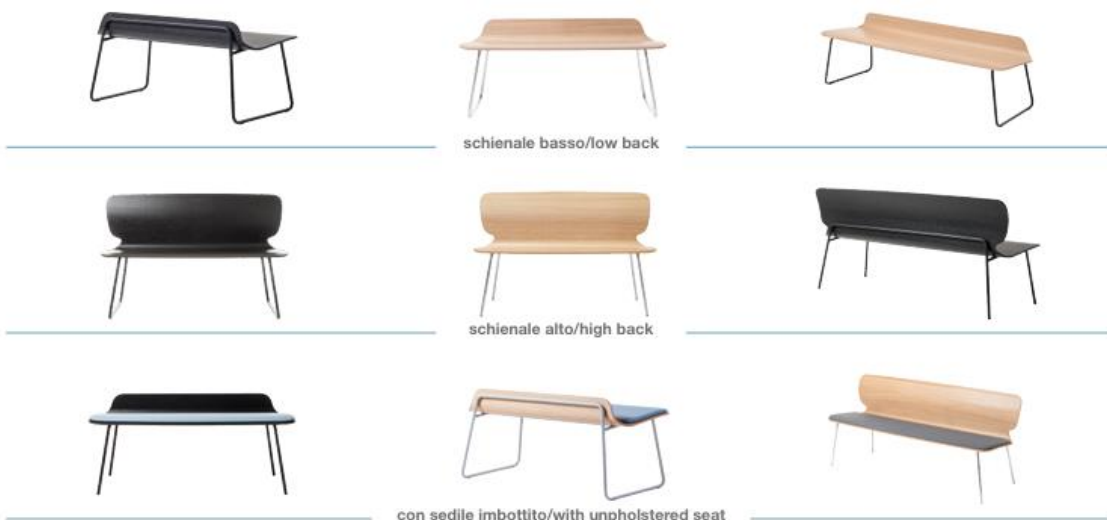 schienale basso/low back
schienale alto/high back
con sedile imbottito/with unpholstered seat